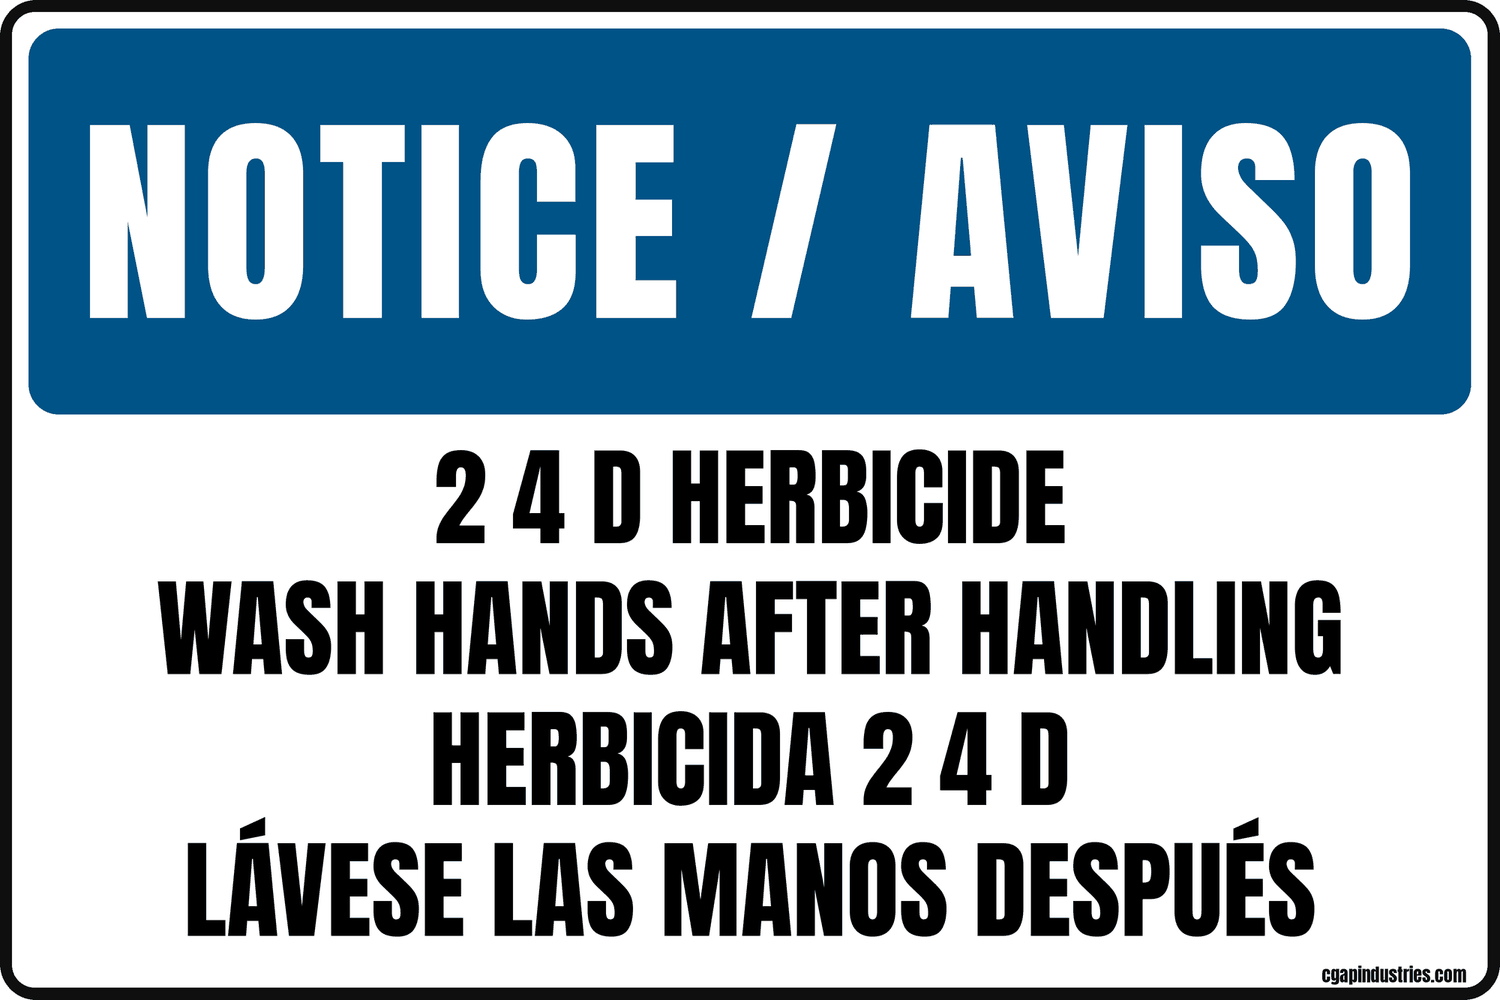 NOTICE / AVISO
2 4 D HERBICIDE
WASH HANDS AFTER HANDLING
HERBICIDA 2 4 D
LÁVESE LAS MANOS DESPUÉS
cgapindustries.com